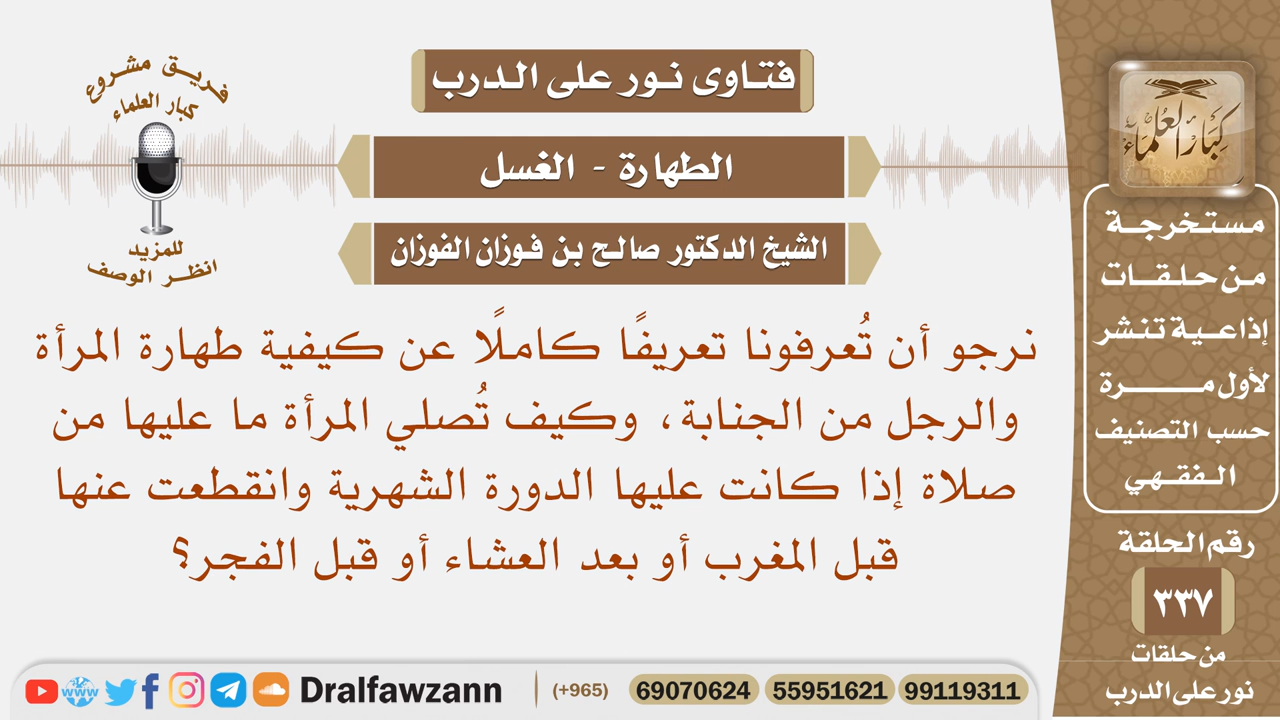 فتاوى نور على الدرب
الطهارة - الغسل
الشيخ الدكتور صالح بن فوزان الفوزان
فريق مشروع
كبار العلماء
للمزيد
انظر الوصف
نرجو أن تُعرفونا تعريفًا كاملًا عن كيفية طهارة المرأة
والرجل من الجنابة، وكيف تُصلي المرأة ما عليها من
صلاة إذا كانت عليها الدورة الشهرية وانقطعت عنها
قبل المغرب أو بعد العشاء أو قبل الفجر؟
كبار العلماء
مستخرجة
من حلقات
إذاعية تنشر
لأول مرة
حسب التصنيف
الفقهي
رقم الحلقة
٣٣٧
من حلقات
نور على الدرب
www Dralfawzann (+965) 69070624 55951621 99119311